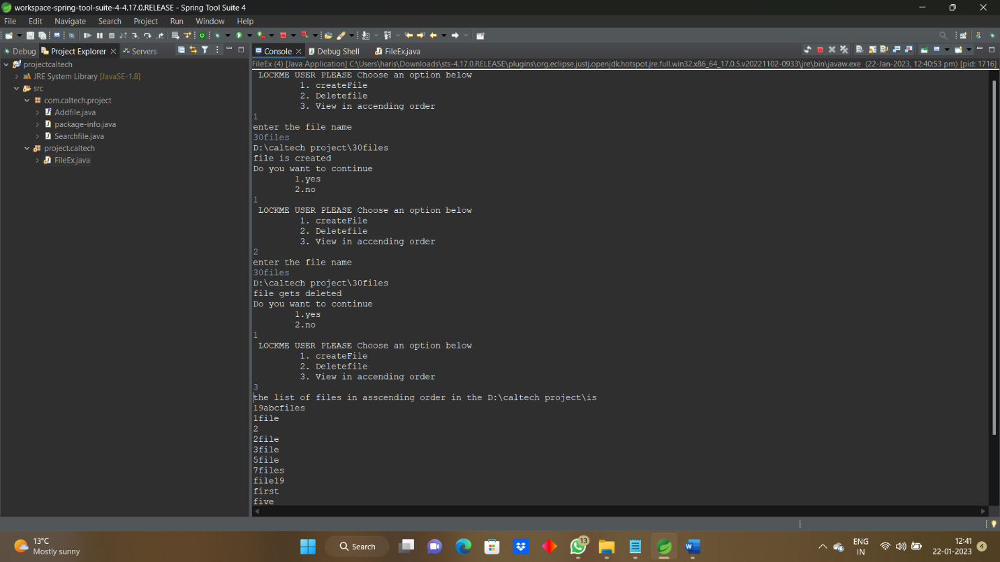 workspace-spring-tool-suite-4-4.17.0.RELEASE - Spring Tool Suite 4
File Edit Navigate Search Project Run Window Help
Debug Project Explorer Servers
Console Debug Shell FileEx.java
projectcaltech
JRE System Library [JavaSE-1.8]
src
com.caltech.project
Addfile.java
package-info.java
Searchfile.java
project.caltech
FileEx.java
FileEx (4) [Java Application] C:\Users\haris\Downloads\sts-4.17.0.RELEASE\plugins\org.eclipse.justj.openjdk.hotspot.jre.full.win32.x86_64_17.0.5.v20221102-0933\jre\bin\javaw.exe (22-Jan-2023, 12:40:53 pm) [pid: 1716]
LOCKME USER PLEASE Choose an option below
1. createFile
2. Deletefile
3. View in accending order
1
enter the file name
30files
D:\caltech project\30files
file is created
Do you want to continue
1.yes
2.no
1
LOCKME USER PLEASE Choose an option below
1. createFile
2. Deletefile
3. View in accending order
2
enter the file name
30files
D:\caltech project\30files
file gets deleted
Do you want to continue
1.yes
2.no
1
LOCKME USER PLEASE Choose an option below
1. createFile
2. Deletefile
3. View in accending order
3
the list of files in asscending order in the D:\caltech project\is
19abcfiles
1file
2
2file
3file
5file
7files
file19
first
five
13°C
Mostly sunny
Search
13
ENG
IN
12:41
22-01-2023
4